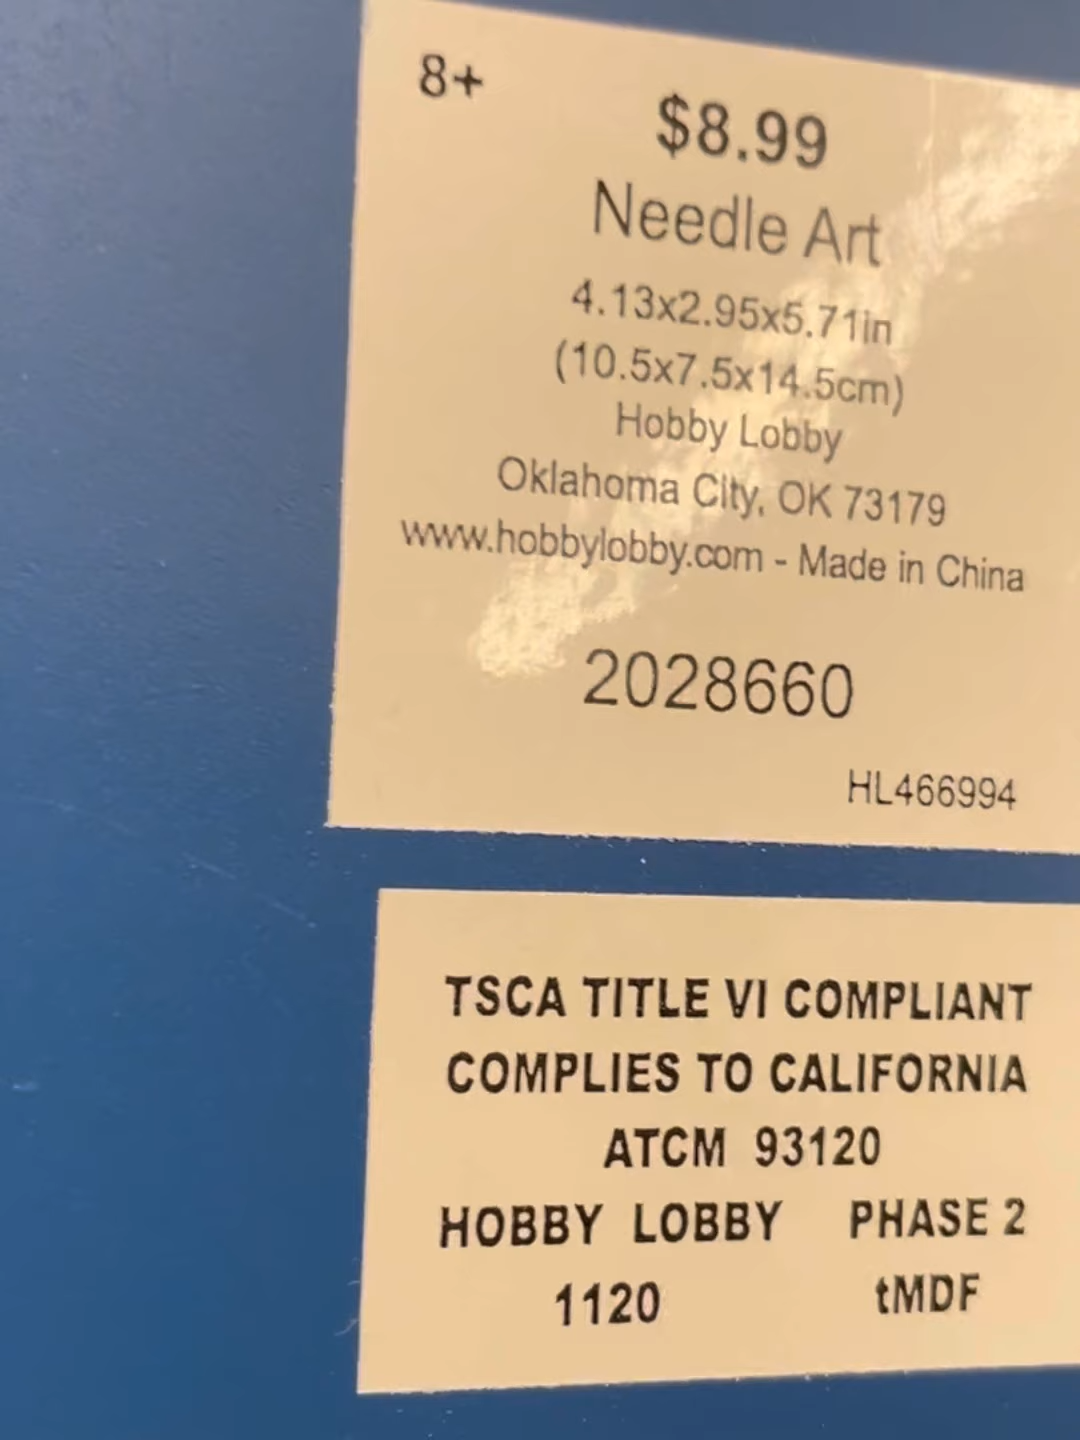 8+
$8.99
Needle Art
4.13x2.95x5.71in
(10.5x7.5x14.5cm)
Hobby Lobby
Oklahoma City, OK 73179
www.hobbylobby.com - Made in China
2028660
HL466994
TSCA TITLE VI COMPLIANT
COMPLIES TO CALIFORNIA
ATCM 93120
HOBBY LOBBY PHASE 2
1120 tMDF